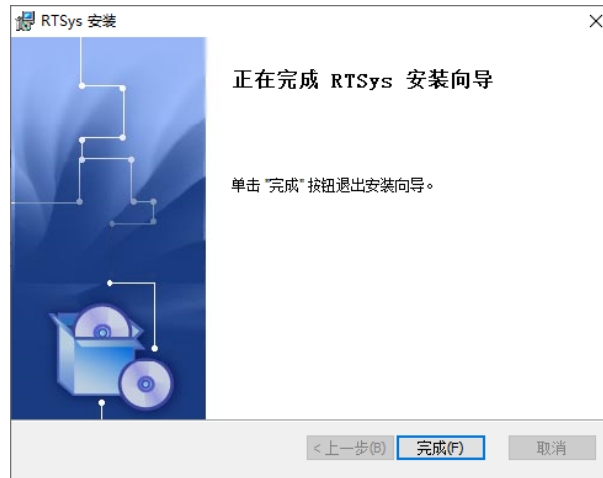 RTSys 安装
正在完成 RTSys 安装向导
单击 "完成" 按钮退出安装向导。
< 上一步(B) 完成(F) 取消